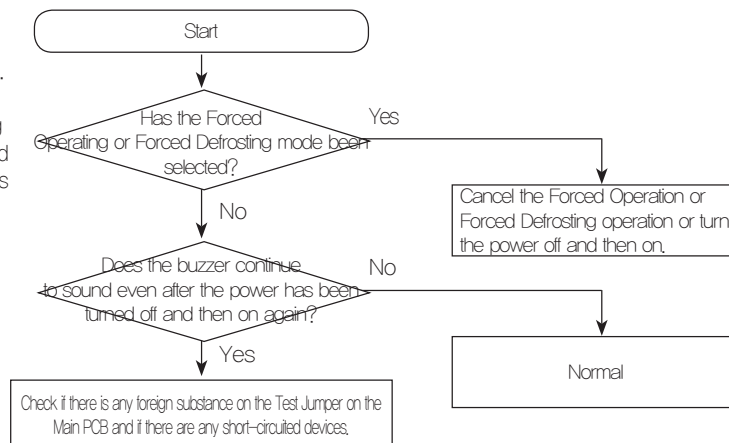 Start
.
Has the Forced
Yes
g
Operating or Forced Defrosting mode been
d
selected?
s
Cancel the Forced Operation or
No
Forced Defrosting operation or turn
the power off and then on.
Does the buzzer continue
No
to sound even after the power has been
turned off and then on again?
Yes
Normal
Check if there is any foreign substance on the Test Jumper on the
Main PCB and if there are any short-circuited devices.